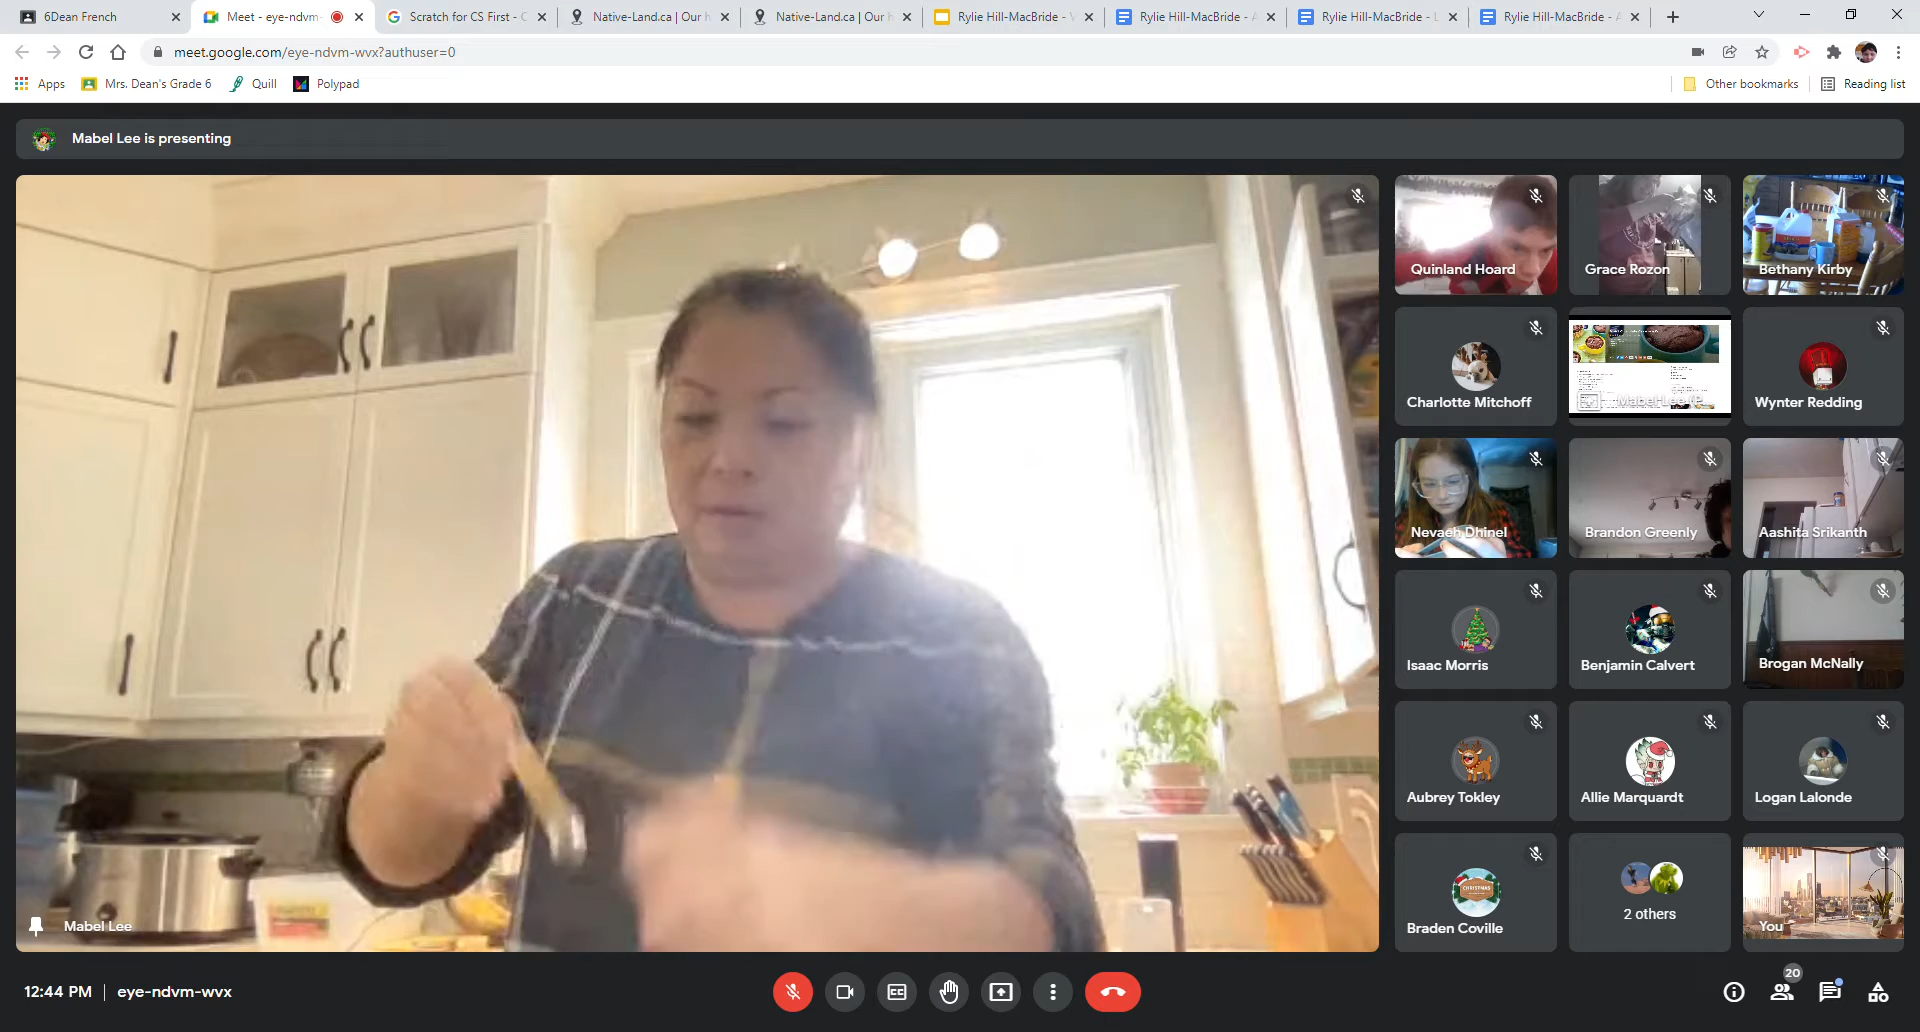 6Dean French
Meet - eye-ndvm-
Scratch for CS First - C
Native-Land.ca | Our h
Native-Land.ca | Our h
Rylie Hill-MacBride - V
Rylie Hill-MacBride - A
Rylie Hill-MacBride - L
Rylie Hill-MacBride - A
meet.google.com/eye-ndvm-wvx?authuser=0
Apps
Mrs. Dean's Grade 6
Quill
Polypad
Other bookmarks
Reading list
Mabel Lee is presenting
Quinland Hoard
Grace Rozon
Bethany Kirby
Charlotte Mitchoff
Mabel Lee (P
Wynter Redding
Nevaeh Dhinel
Brandon Greenly
Aashita Srikanth
Isaac Morris
Benjamin Calvert
Brogan McNally
Aubrey Tokley
Allie Marquardt
Logan Lalonde
CHRISTMAS
Braden Coville
2 others
You
Mabel Lee
12:44 PM | eye-ndvm-wvx
CC
20